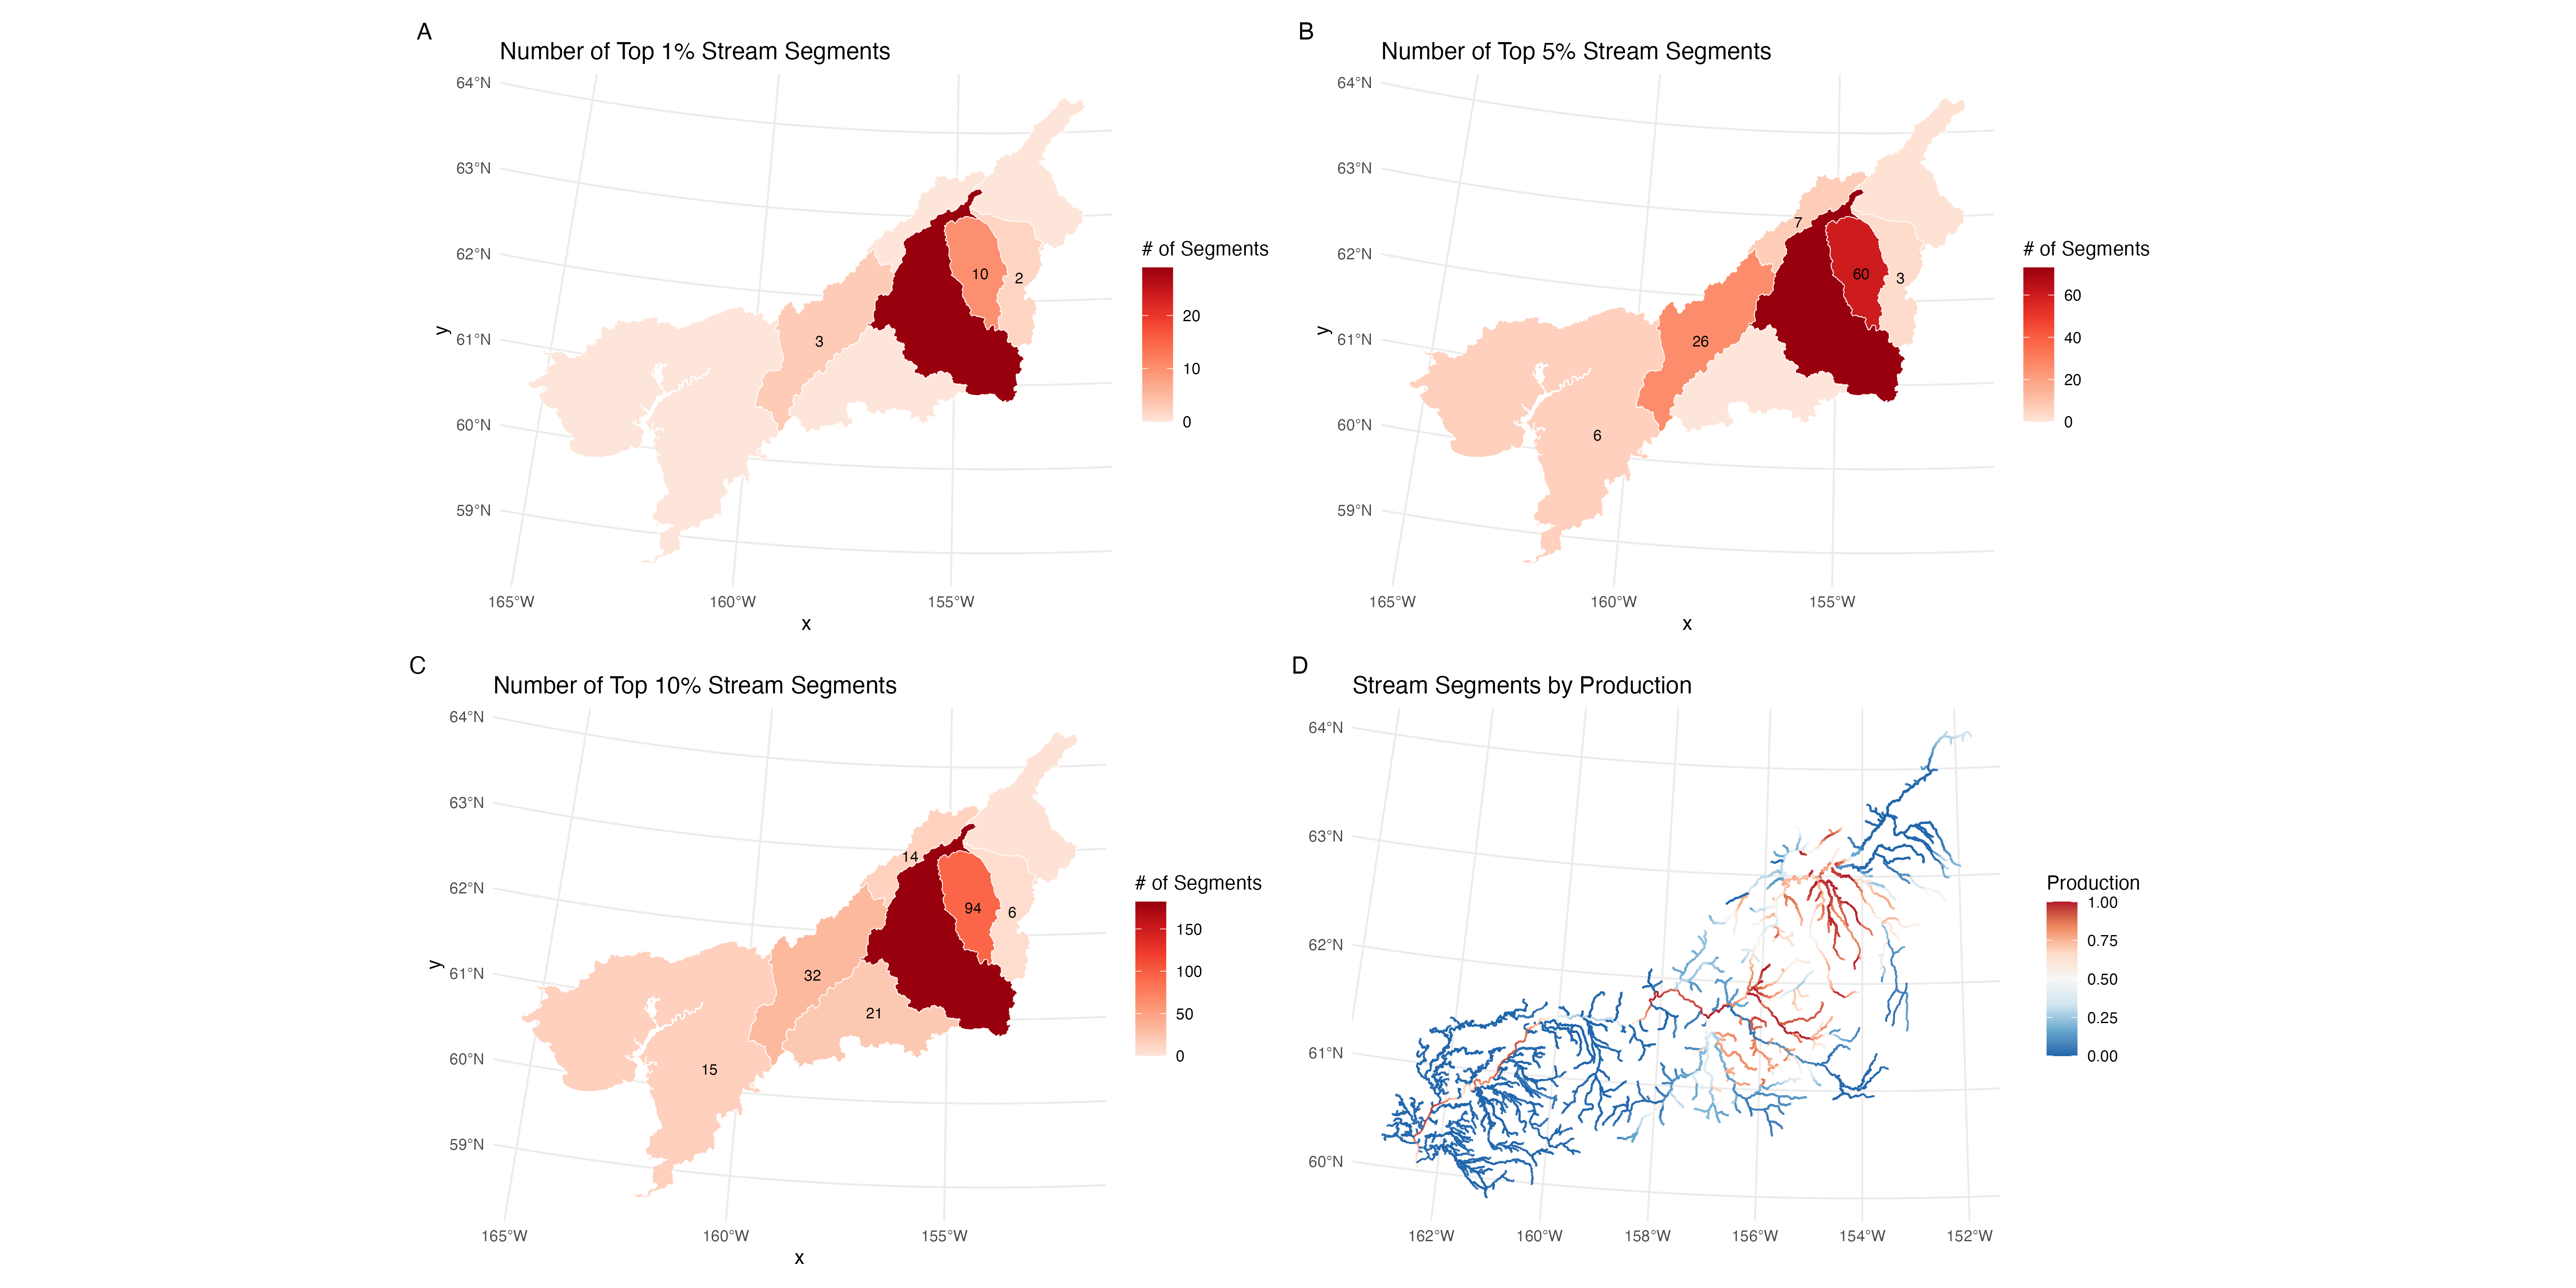 A
Number of Top 1% Stream Segments
64°N
63°N
62°N
61°N
60°N
59°N
y
165°W 160°W 155°W
x
10
2
3
# of Segments
20
10
0
B
Number of Top 5% Stream Segments
64°N
63°N
62°N
61°N
60°N
59°N
y
165°W 160°W 155°W
x
7
60
3
26
6
# of Segments
60
40
20
0
C
Number of Top 10% Stream Segments
64°N
63°N
62°N
61°N
60°N
59°N
y
165°W 160°W 155°W
x
14
94
6
32
21
15
# of Segments
150
100
50
0
D
Stream Segments by Production
64°N
63°N
62°N
61°N
60°N
162°W 160°W 158°W 156°W 154°W 152°W
Production
1.00
0.75
0.50
0.25
0.00